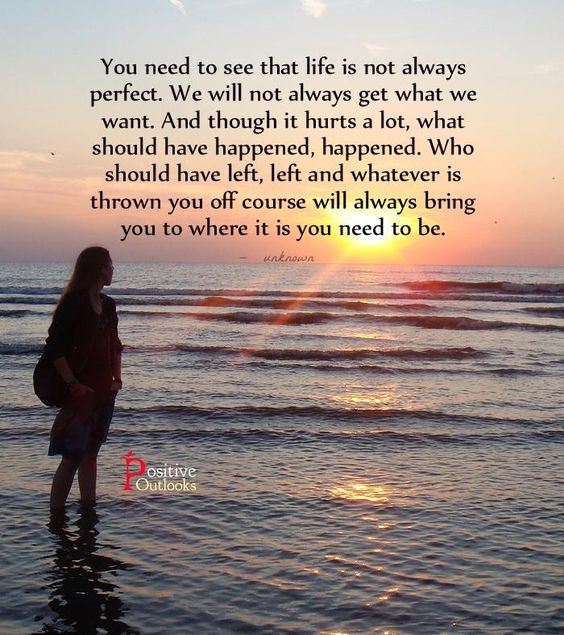 You need to see that life is not always
perfect. We will not always get what we
want. And though it hurts a lot, what
should have happened, happened. Who
should have left, left and whatever is
thrown you off course will always bring
you to where it is you need to be.
— unknown
Positive
Outlooks